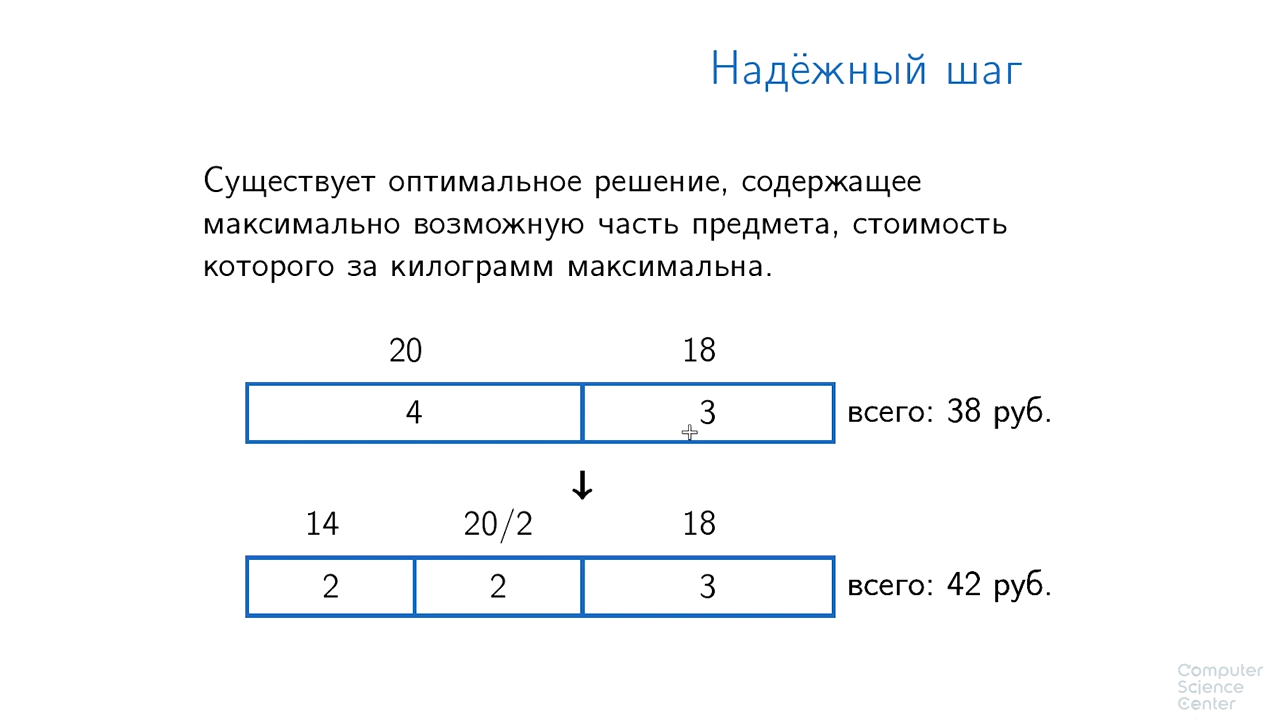 Надёжный шаг
Существует оптимальное решение, содержащее
максимально возможную часть предмета, стоимость
которого за килограмм максимальна.
20 18
4 3 всего: 38 руб.
↓
14 20/2 18
2 2 3 всего: 42 руб.
Computer
Science
Center